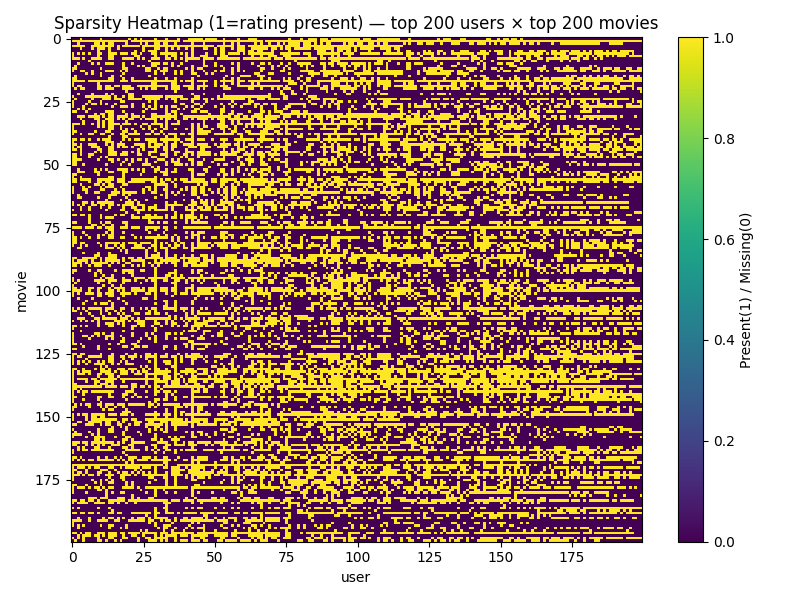 Sparsity Heatmap (1=rating present) — top 200 users × top 200 movies
0
25
50
75
100
125
150
175
movie
0 25 50 75 100 125 150 175
user
1.0
0.8
0.6
0.4
0.2
0.0
Present(1) / Missing(0)